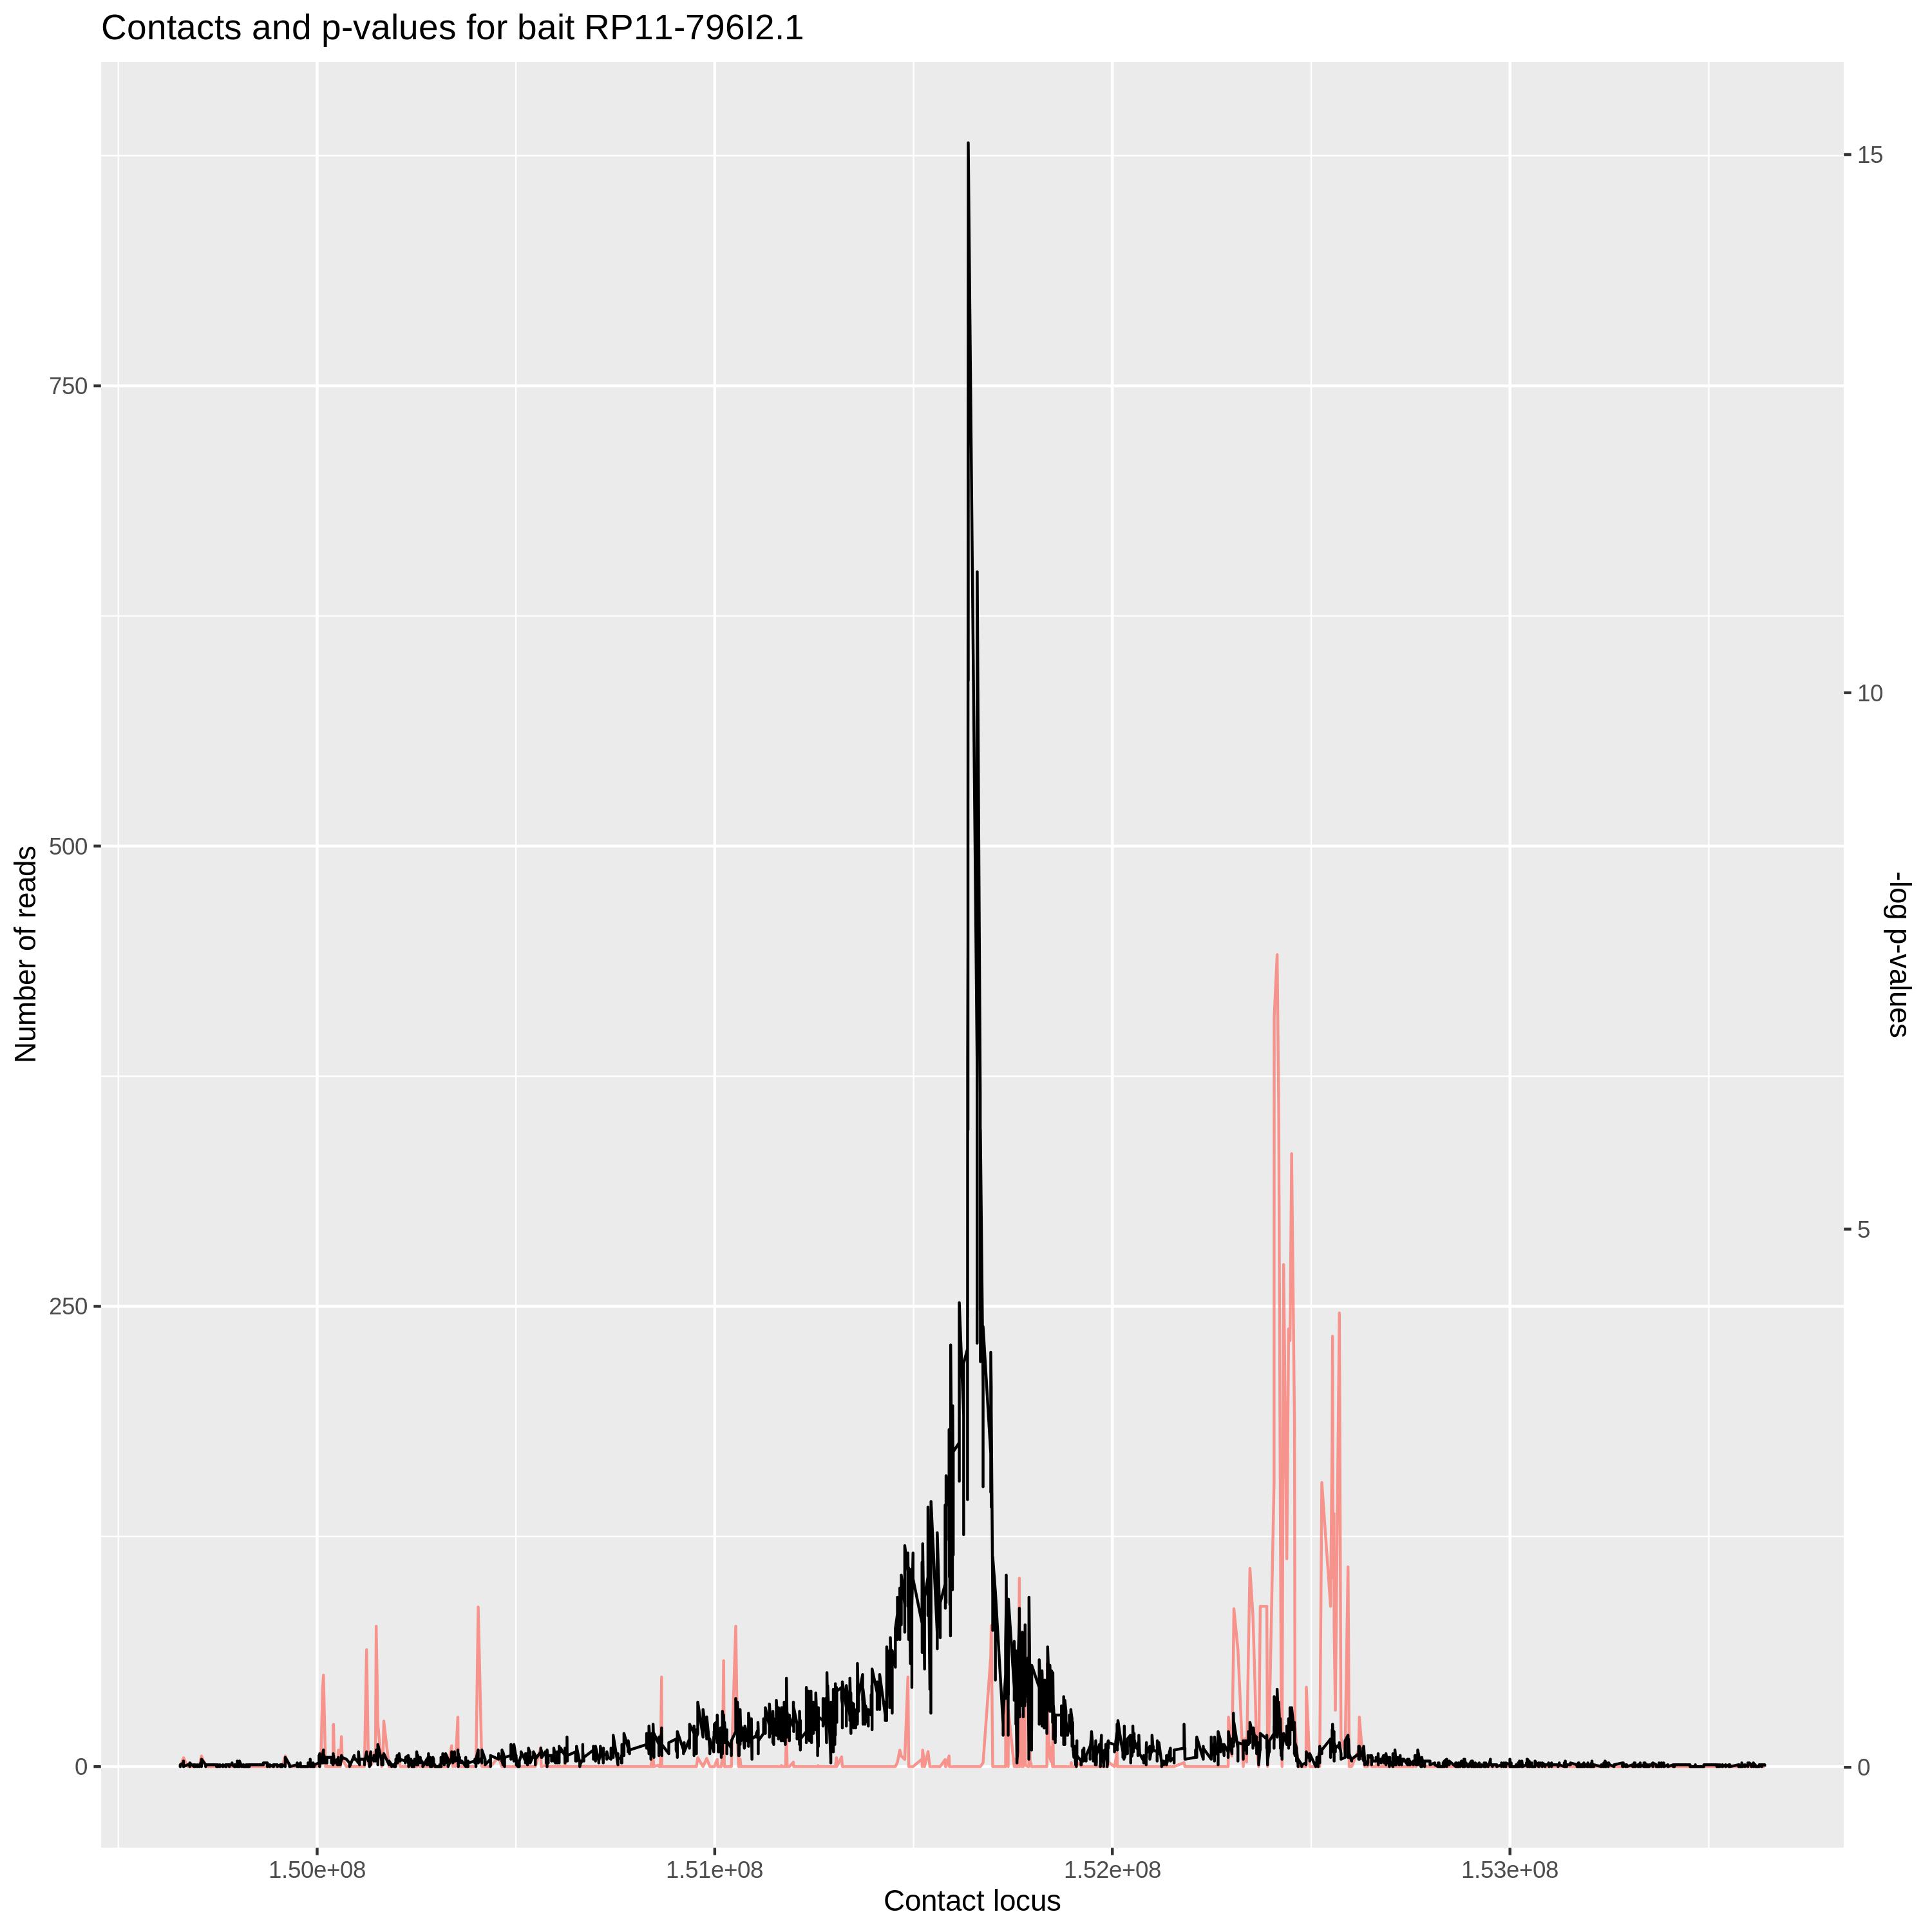 Contacts and p-values for bait RP11-796I2.1
Number of reads
750
500
250
0
15
10
5
0
-log p-values
1.50e+08
1.51e+08
1.52e+08
1.53e+08
Contact locus